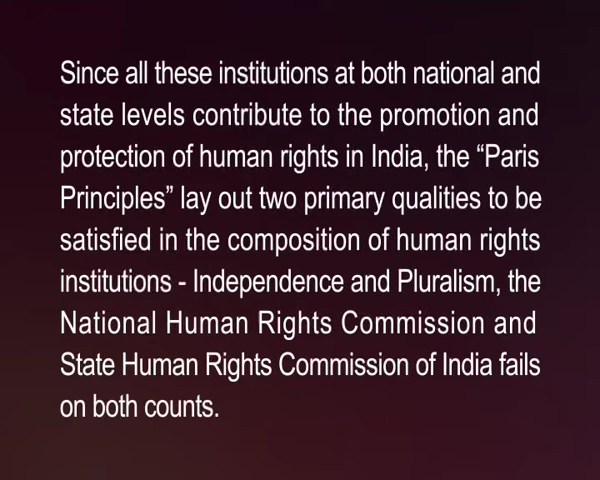 Since all these institutions at both national and
state levels contribute to the promotion and
protection of human rights in India, the “Paris
Principles” lay out two primary qualities to be
satisfied in the composition of human rights
institutions - Independence and Pluralism, the
National Human Rights Commission and
State Human Rights Commission of India fails
on both counts.